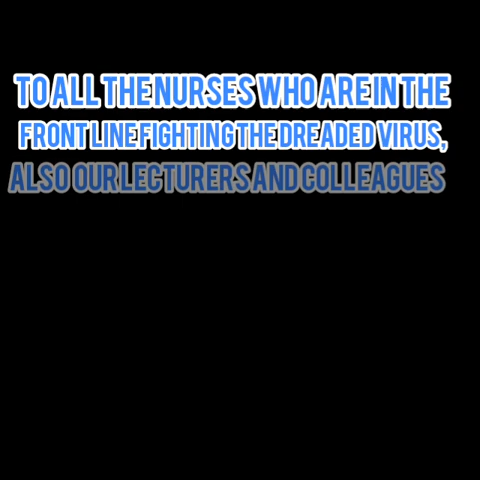 TO ALL THE NURSES WHO ARE IN THE
FRONT LINE FIGHTING THE DREADED VIRUS,
ALSO OUR LECTURERS AND COLLEAGUES